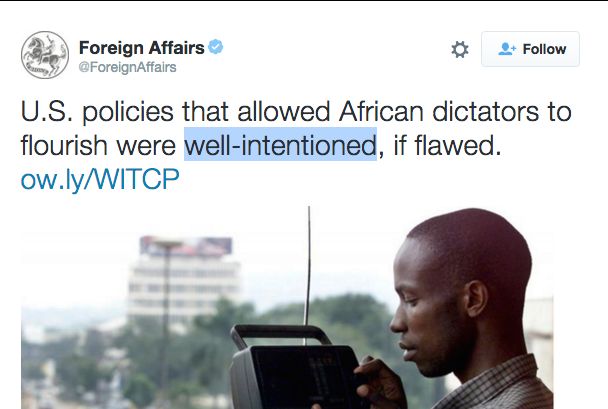 Foreign Affairs
@ForeignAffairs
Follow
U.S. policies that allowed African dictators to
flourish were well-intentioned, if flawed.
ow.ly/WITCP